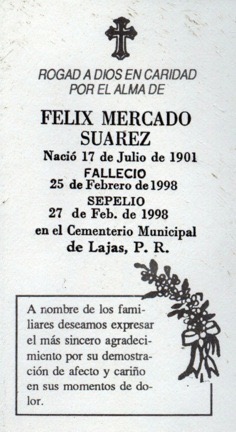 ROGAD A DIOS EN CARIDAD
POR EL ALMA DE
FELIX MERCADO
SUAREZ
Nació 17 de Julio de 1901
FALLECIO
25 de Febrero de 1998
SEPELIO
27 de Feb. de 1998
en el Cementerio Municipal
de Lajas, P. R.
A nombre de los fami-
liares deseamos expresar
el más sincero agradeci-
miento por su demostra-
ción de afecto y cariño
en sus momentos de do-
lor.